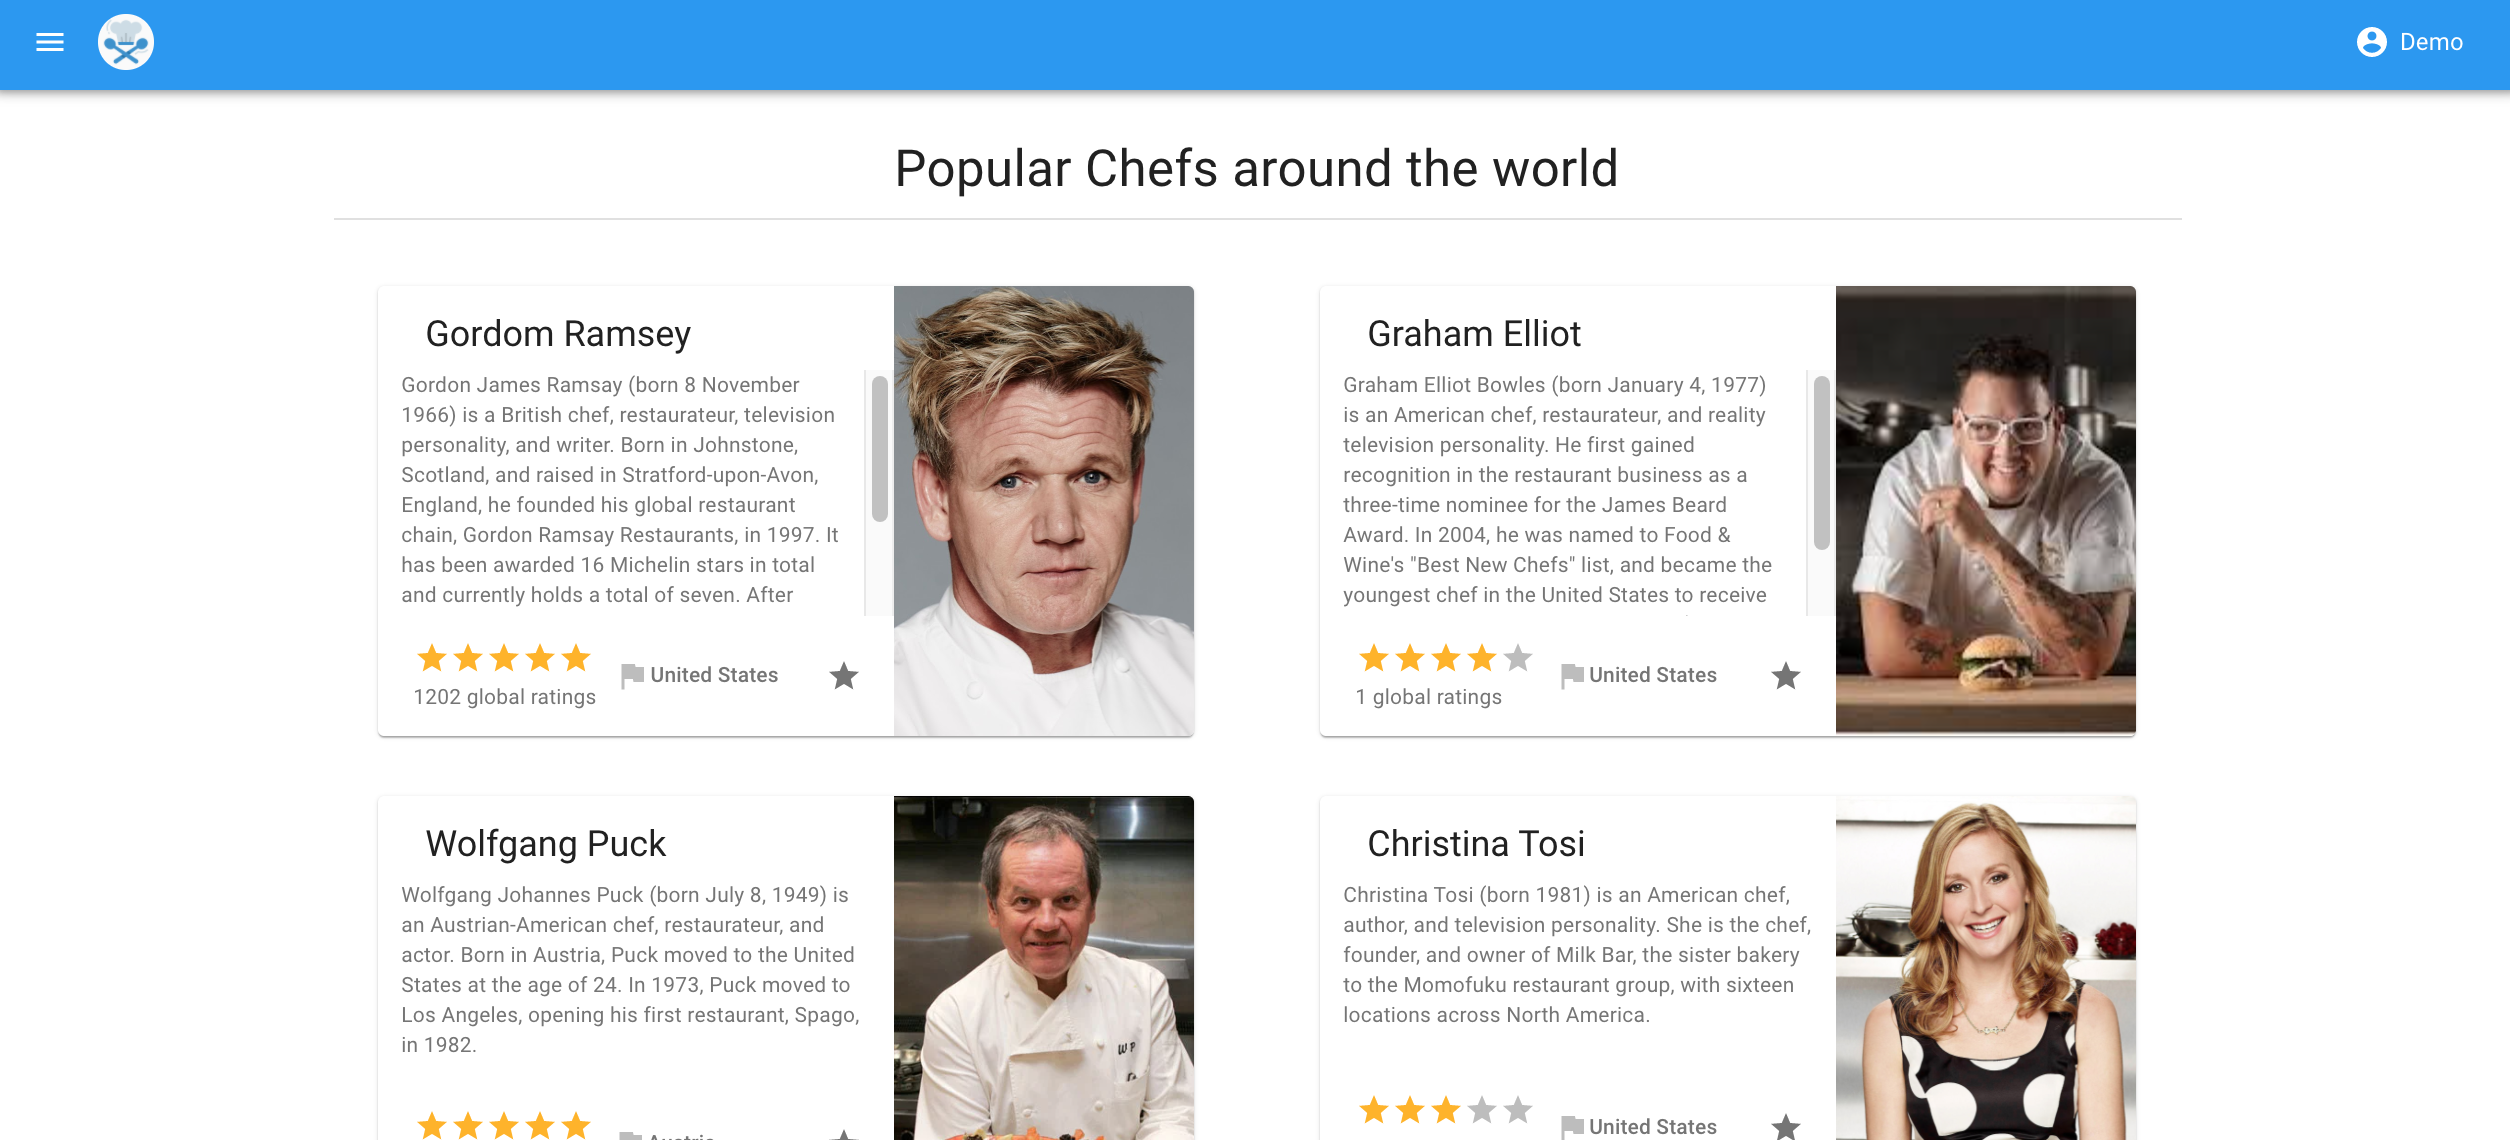 Demo
Popular Chefs around the world
Gordom Ramsey
Gordon James Ramsay (born 8 November
1966) is a British chef, restaurateur, television
personality, and writer. Born in Johnstone,
Scotland, and raised in Stratford-upon-Avon,
England, he founded his global restaurant
chain, Gordon Ramsay Restaurants, in 1997. It
has been awarded 16 Michelin stars in total
and currently holds a total of seven. After
1202 global ratings
United States
Graham Elliot
Graham Elliot Bowles (born January 4, 1977)
is an American chef, restaurateur, and reality
television personality. He first gained
recognition in the restaurant business as a
three-time nominee for the James Beard
Award. In 2004, he was named to Food &
Wine's "Best New Chefs" list, and became the
youngest chef in the United States to receive
1 global ratings
United States
Wolfgang Puck
Wolfgang Johannes Puck (born July 8, 1949) is
an Austrian-American chef, restaurateur, and
actor. Born in Austria, Puck moved to the United
States at the age of 24. In 1973, Puck moved to
Los Angeles, opening his first restaurant, Spago,
in 1982.
Austria
W P
Christina Tosi
Christina Tosi (born 1981) is an American chef,
author, and television personality. She is the chef,
founder, and owner of Milk Bar, the sister bakery
to the Momofuku restaurant group, with sixteen
locations across North America.
United States